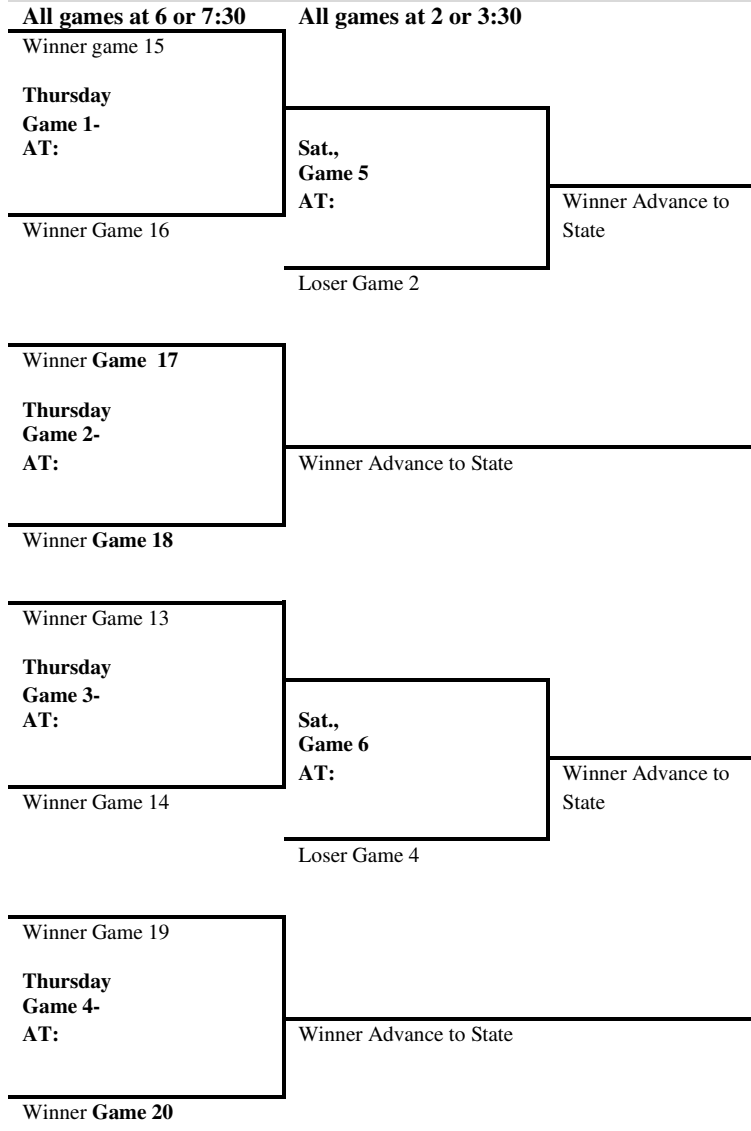 All games at 6 or 7:30 All games at 2 or 3:30
Winner game 15
Thursday
Game 1-
AT:
Winner Game 16
Sat.,
Game 5
AT:
Loser Game 2
Winner Advance to
State
Winner Game 17
Thursday
Game 2-
AT:
Winner Advance to State
Winner Game 18
Winner Game 13
Thursday
Game 3-
AT:
Winner Game 14
Sat.,
Game 6
AT:
Loser Game 4
Winner Advance to
State
Winner Game 19
Thursday
Game 4-
AT:
Winner Advance to State
Winner Game 20